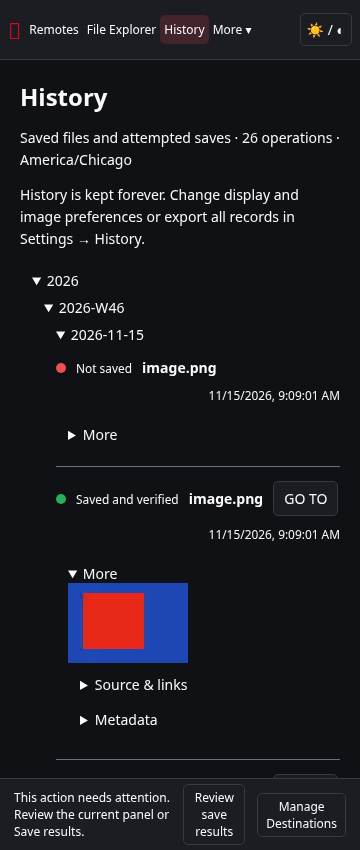 Remotes File Explorer History More ▾ ☀️ / ◖
History
Saved files and attempted saves · 26 operations ·
America/Chicago
History is kept forever. Change display and
image preferences or export all records in
Settings → History.
▼ 2026
▼ 2026-W46
▼ 2026-11-15
Not saved image.png
11/15/2026, 9:09:01 AM
▶ More
Saved and verified image.png GO TO
11/15/2026, 9:09:01 AM
▼ More
▶ Source & links
▶ Metadata
This action needs attention.
Review the current panel or
Save results.
Review
save
results
Manage
Destinations